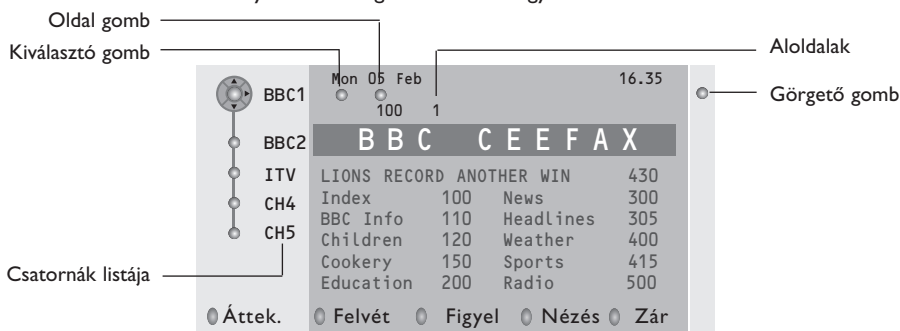 Oldal gomb
Kiválasztó gomb
Aloldalak
Görgető gomb
Csatornák listája
Mon 05 Feb 16.35
100 1
BBC1
BBC2
ITV
CH4
CH5
BBC CEEFAX
LIONS RECORD ANOTHER WIN 430
Index 100 News 300
BBC Info 110 Headlines 305
Children 120 Weather 400
Cookery 150 Sports 415
Education 200 Radio 500
Áttek. Felvét Figyel Nézés Zár